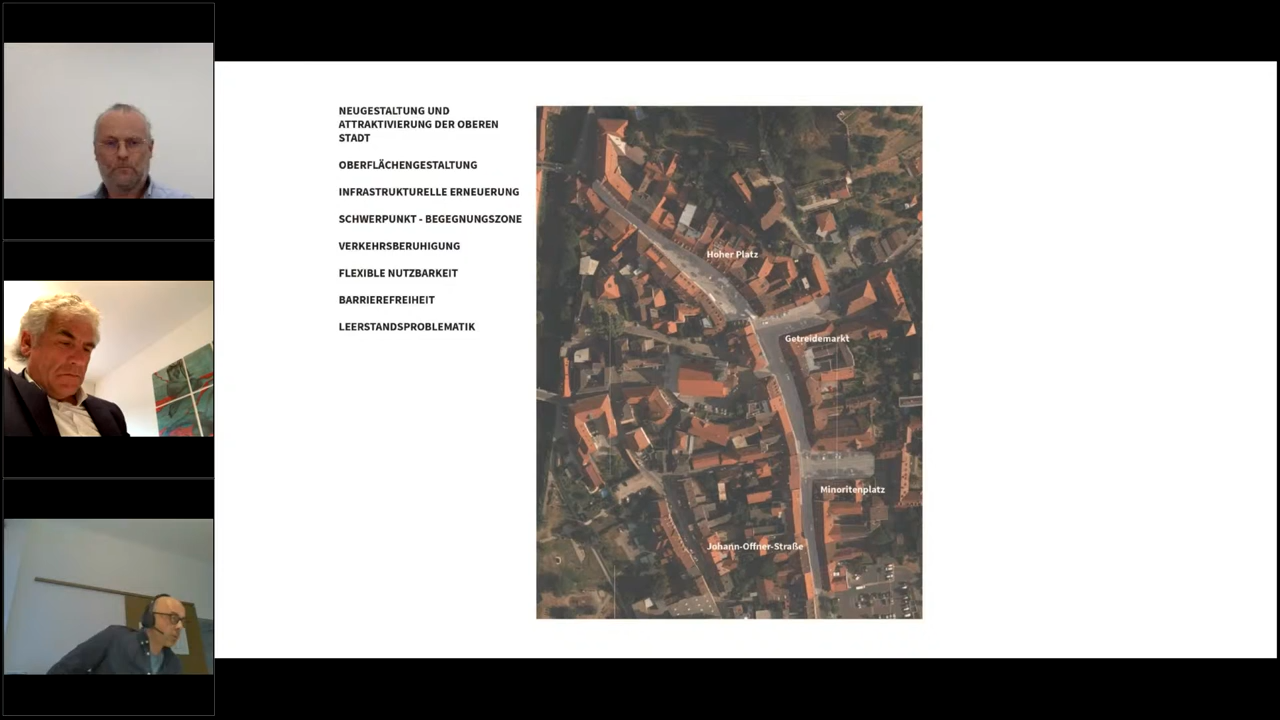 NEUGESTALTUNG UND
ATTRAKTIVIERUNG DER OBEREN
STADT
OBERFLÄCHENGESTALTUNG
INFRASTRUKTURELLE ERNEUERUNG
SCHWERPUNKT - BEGEGNUNGSZONE
VERKEHRSBERUHIGUNG
FLEXIBLE NUTZBARKEIT
BARRIEREFREIHEIT
LEERSTANDSPROBLEMATIK
Hoher Platz
Getreidemarkt
Minoritenplatz
Johann-Offner-Straße